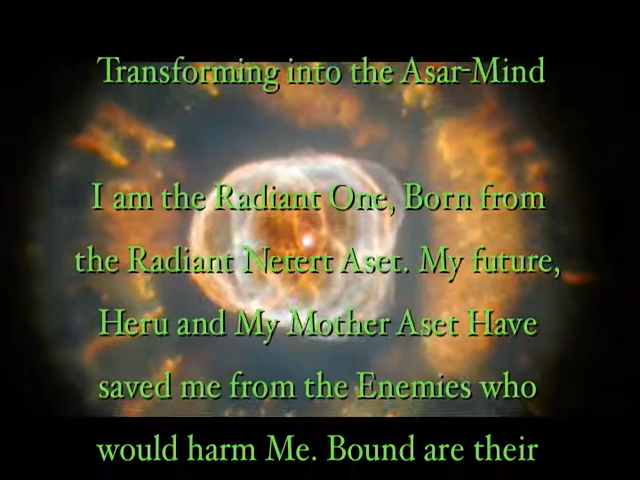 Transforming into the Asar-Mind
I am the Radiant One, Born from
the Radiant Netert Aset. My future,
Heru and My Mother Aset Have
saved me from the Enemies who
would harm Me. Bound are their